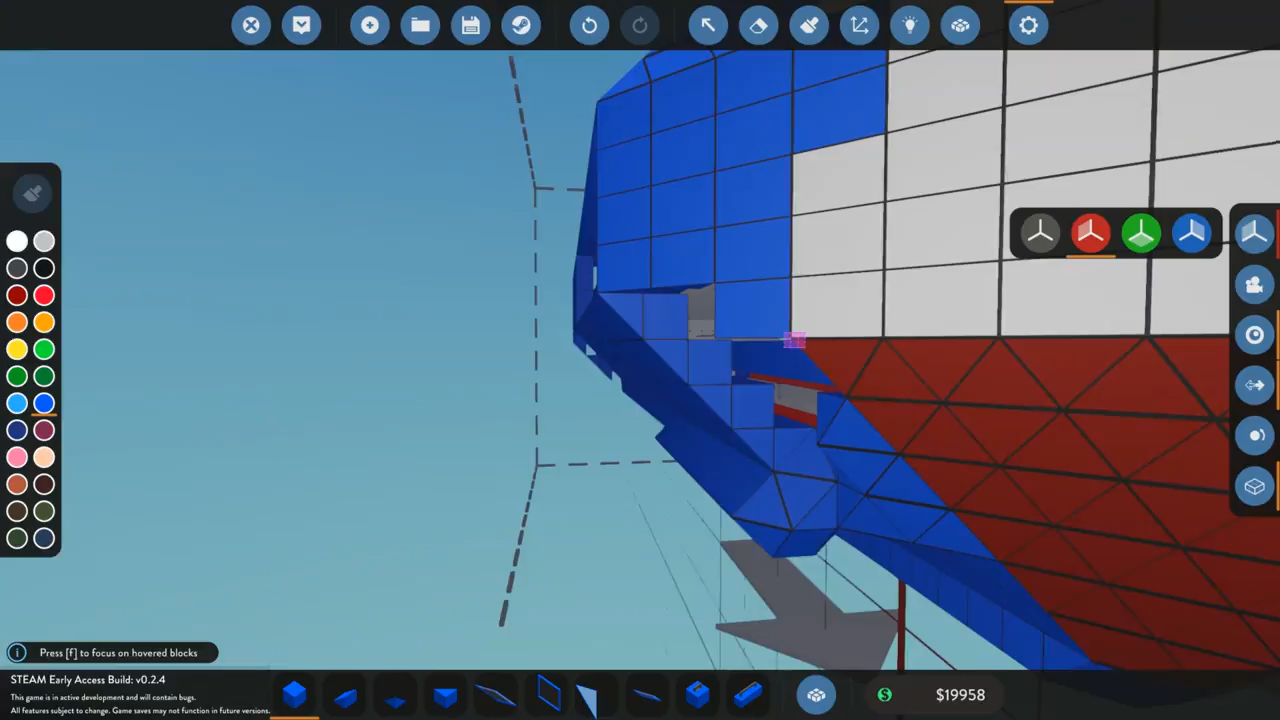 Press [f] to focus on hovered blocks
STEAM Early Access Build: v0.2.4
This game is in active development and will contain bugs.
All features subject to change. Game saves may not function in future versions.
$19958